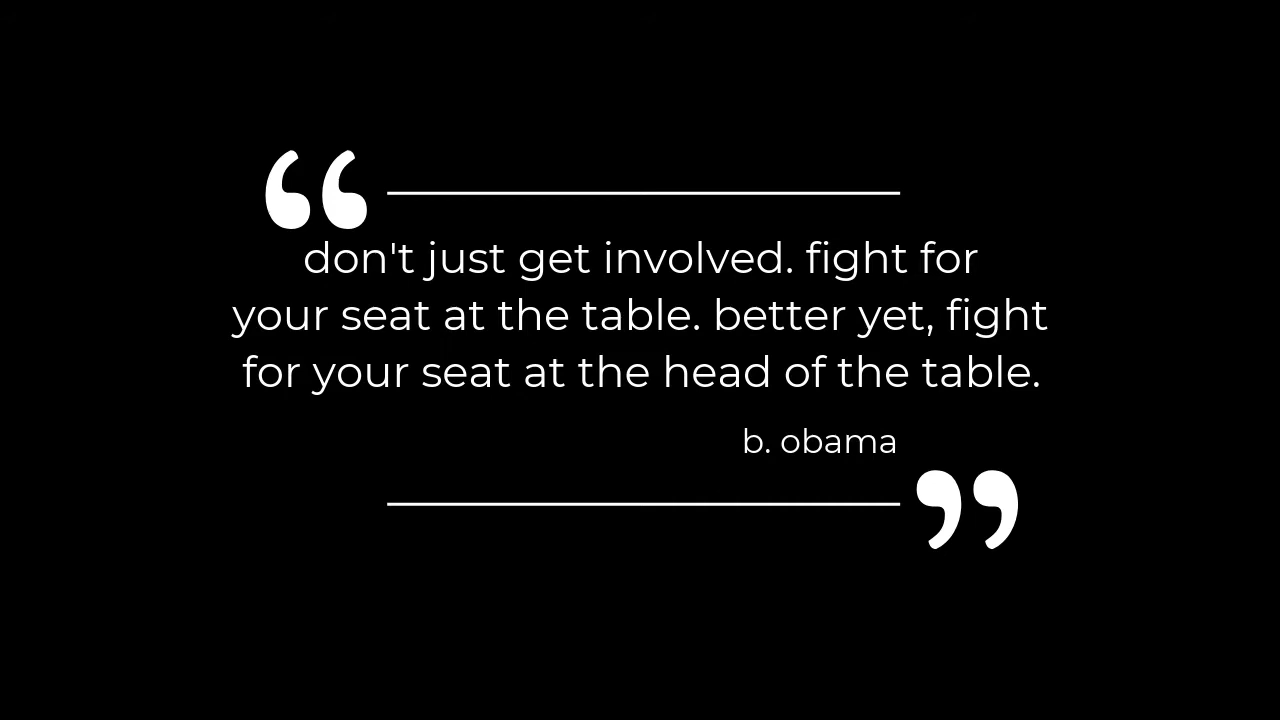 “
don't just get involved. fight for
your seat at the table. better yet, fight
for your seat at the head of the table.
b. obama
”